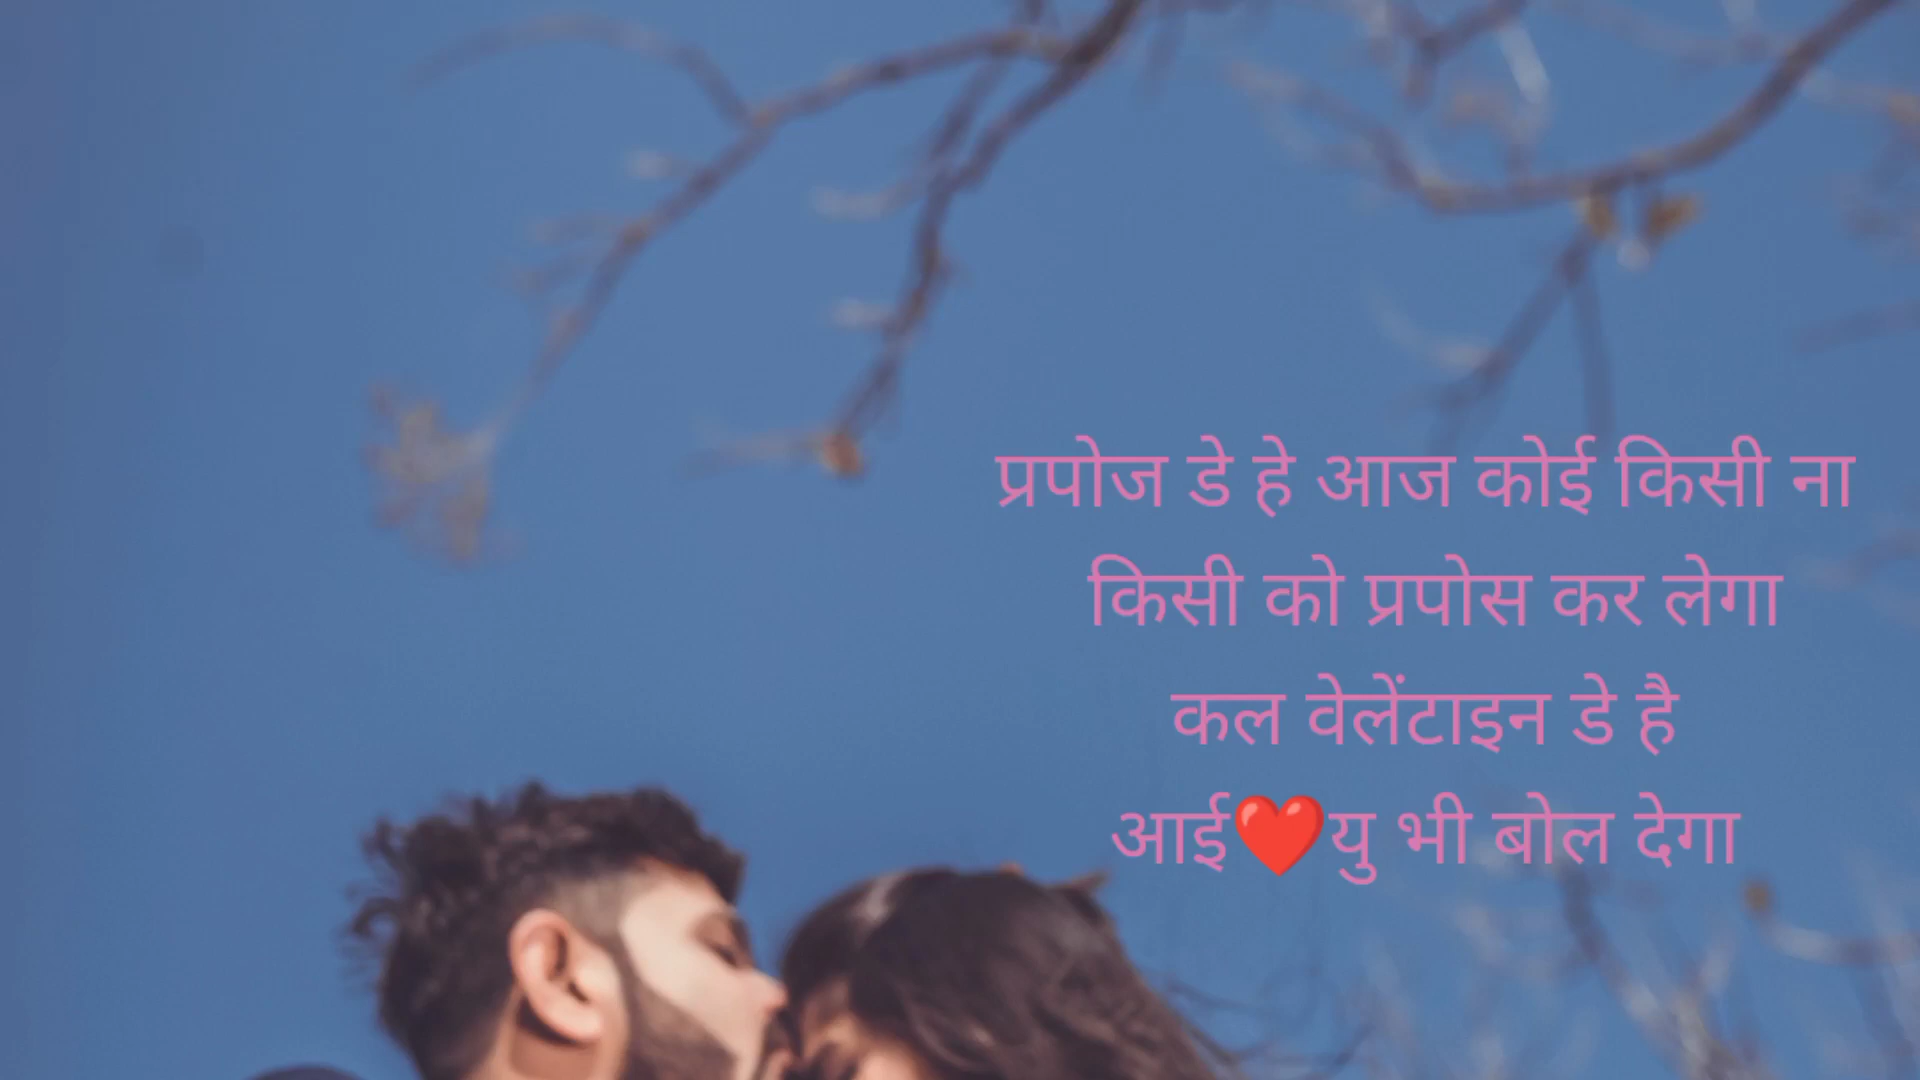 प्रपोज डे हे आज कोई किसी ना
किसी को प्रपोस कर लेगा
कल वेलेंटाइन डे है
आई❤️यु भी बोल देगा